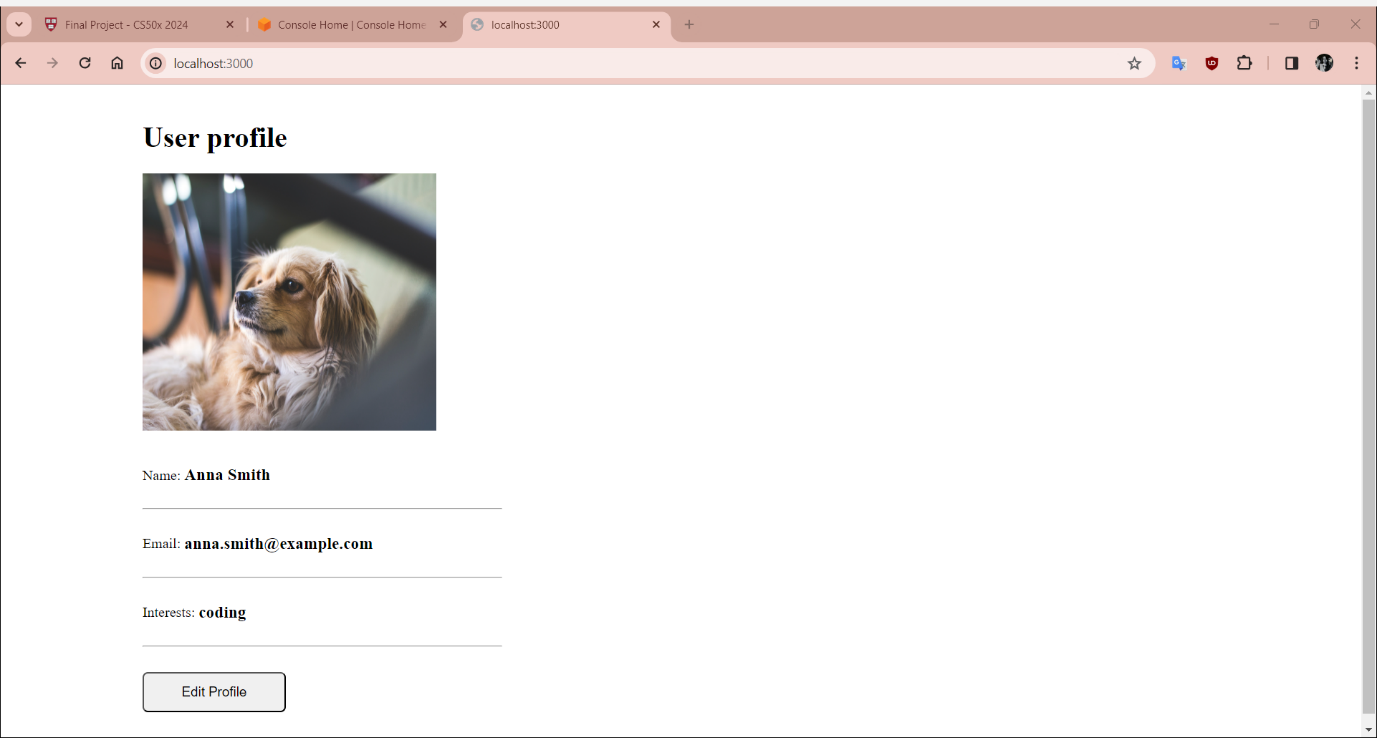 Final Project - CS50x 2024
Console Home | Console Home
localhost:3000
localhost:3000
User profile
Name: Anna Smith
Email: anna.smith@example.com
Interests: coding
Edit Profile